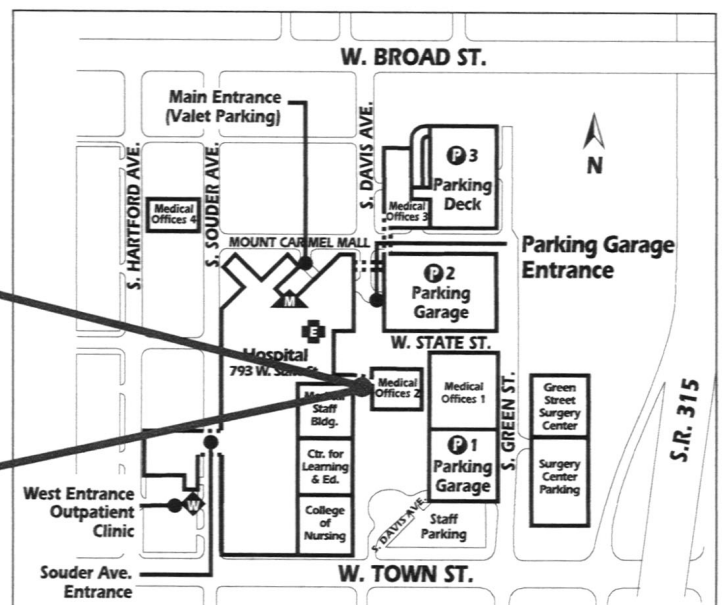 W. BROAD ST.
Main Entrance
(Valet Parking)
S. DAVIS AVE.
P 3
Parking
Deck
N
S. HARTFORD AVE.
S. SOUDER AVE.
Medical
Offices 4
Medical
Offices 3
MOUNT CARMEL MALL
Parking Garage
Entrance
P 2
Parking
Garage
M
E
Hospital
793 W.
W. STATE ST.
Medical
Offices 2
Medical
Offices 1
S. GREEN ST.
Green
Street
Surgery
Center
S.R. 315
Staff
Bldg.
Ctr. for
Learning
& Ed.
P 1
Parking
Garage
Surgery
Center
Parking
West Entrance
Outpatient
Clinic
W
College
of
Nursing
S. DAVIS AVE.
Staff
Parking
Souder Ave.
Entrance
W. TOWN ST.